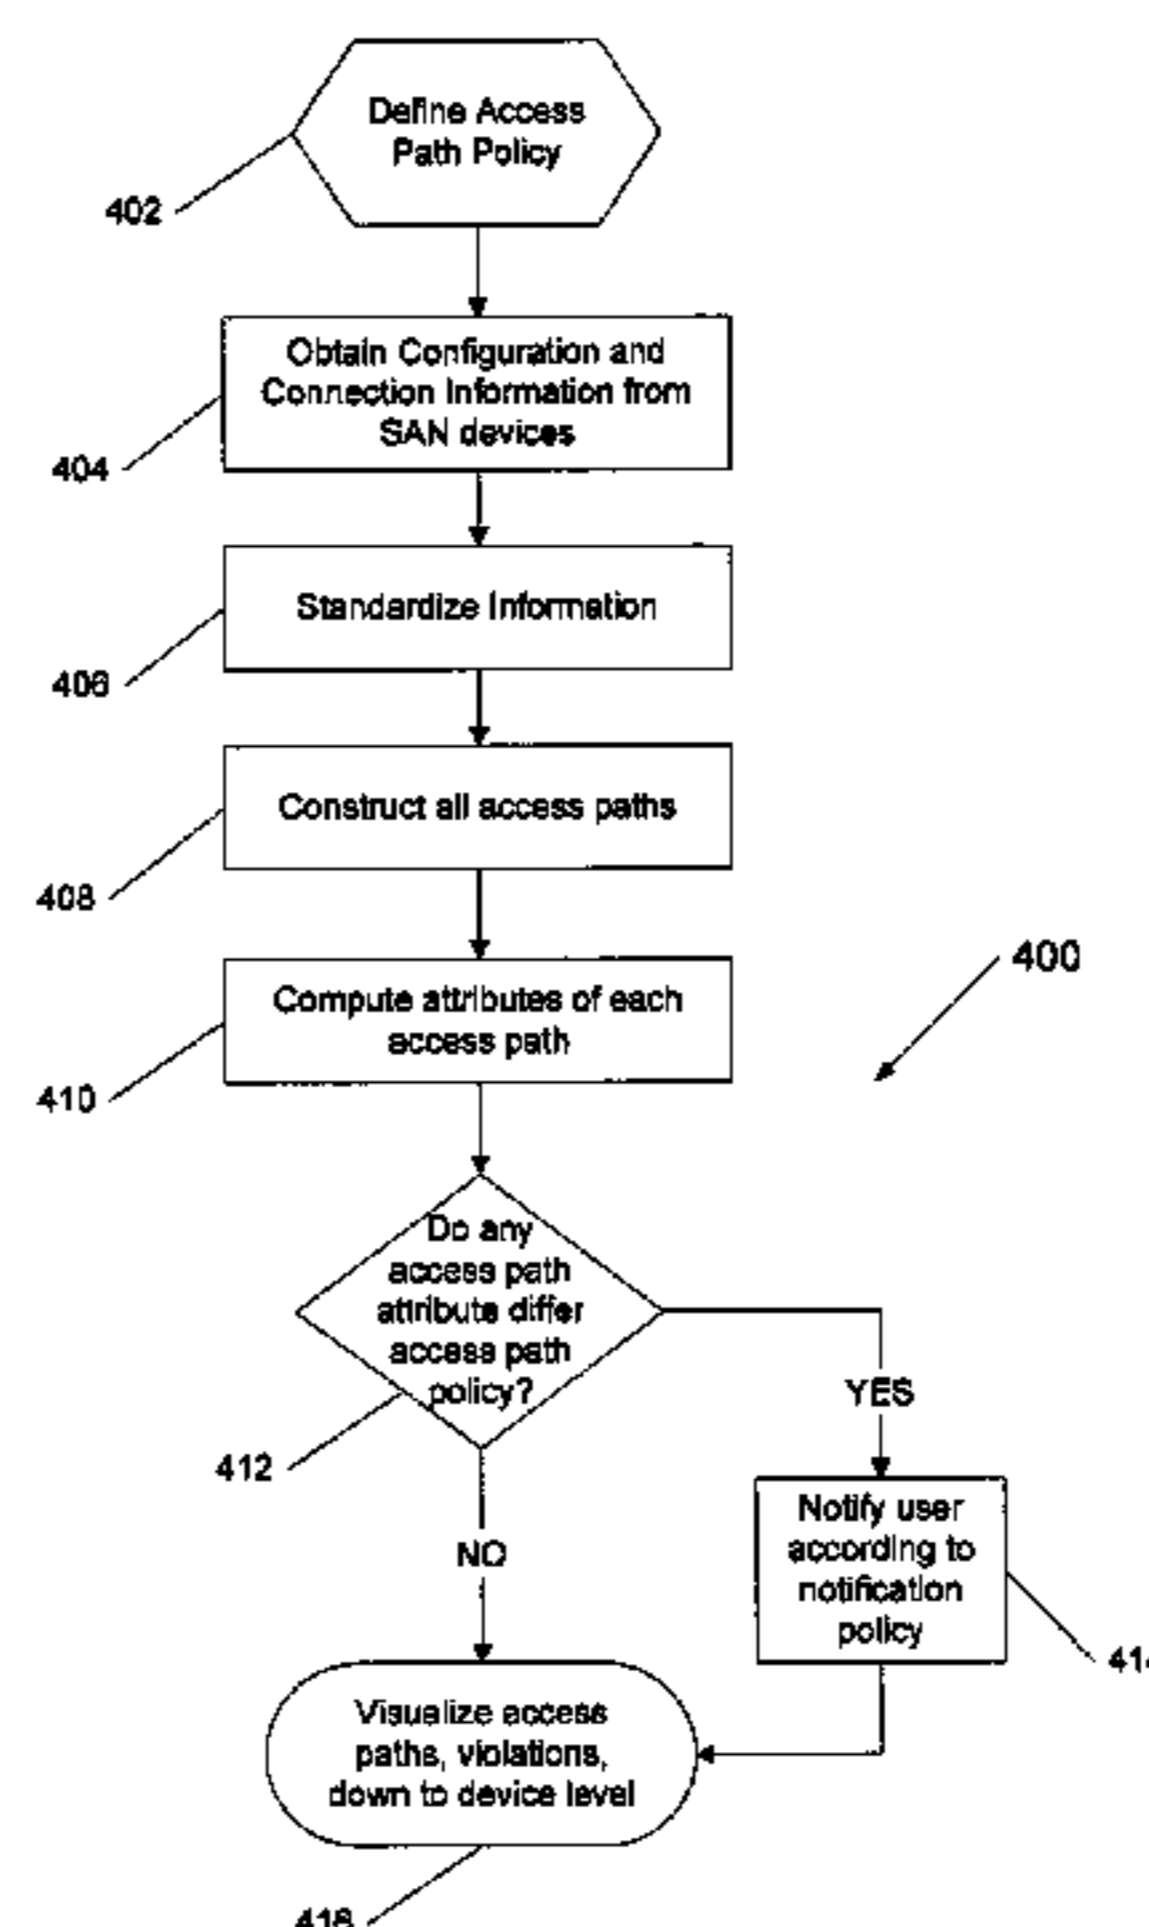 Define Access
Path Policy
402
Obtain Configuration and
Connection Information from
SAN devices
404
Standardize Information
406
Construct all access paths
408
400
Compute attributes of each
access path
410
Do any
access path
attribute differ
access path
policy?
YES
412
Notify user
according to
notification
policy
NO
Visualize access
paths, violations,
down to device level